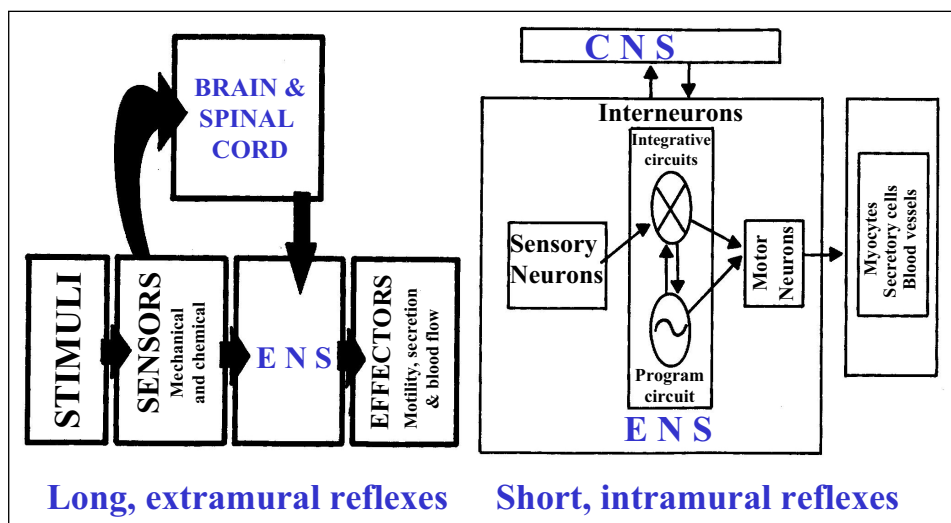 BRAIN &
SPINAL
CORD
STIMULI
SENSORS
Mechanical
and chemical
E N S
EFFECTORS
Motility, secretion
& blood flow
Long, extramural reflexes
C N S
Interneurons
Integrative
circuits
Sensory
Neurons
Motor
Neurons
Program
circuit
E N S
Myocytes
Secretory cells
Blood vessels
Short, intramural reflexes